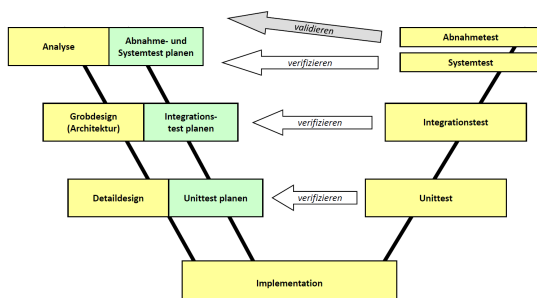 validieren
Abnahmetest
Analyse
Abnahme- und
Systemtest planen
verifizieren
Systemtest
Grobdesign
(Architektur)
Integrations-
test planen
verifizieren
Integrationstest
Detaildesign
Unittest planen
verifizieren
Unittest
Implementation